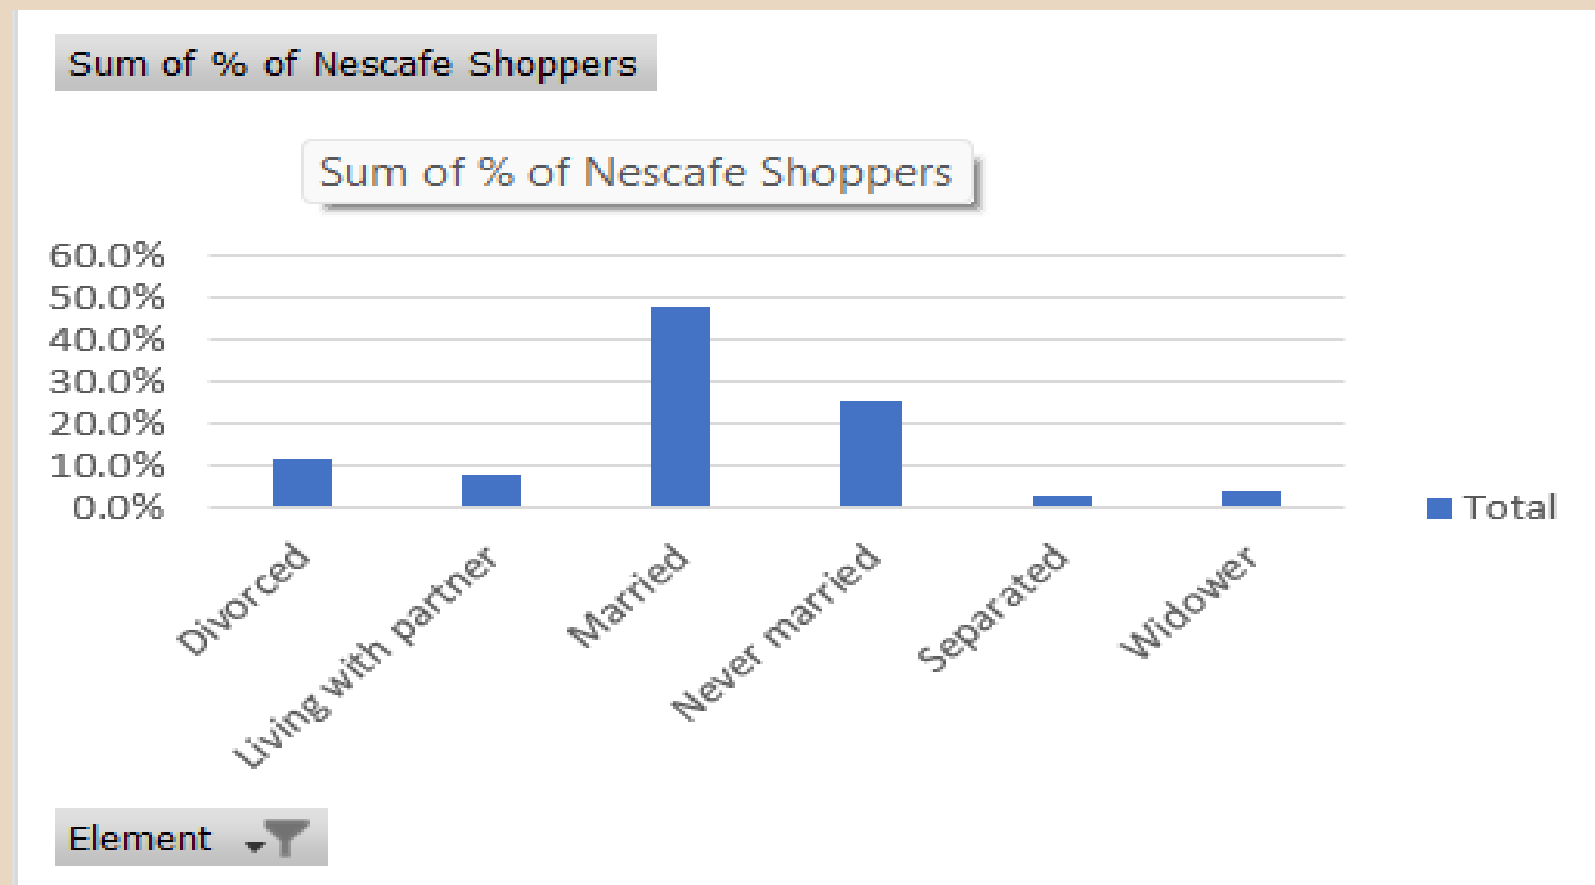 Sum of % of Nescafe Shoppers
Sum of % of Nescafe Shoppers
60.0%
50.0%
40.0%
30.0%
20.0%
10.0%
0.0%
Total
Divorced
Living with partner
Married
Never married
Separated
Widower
Element